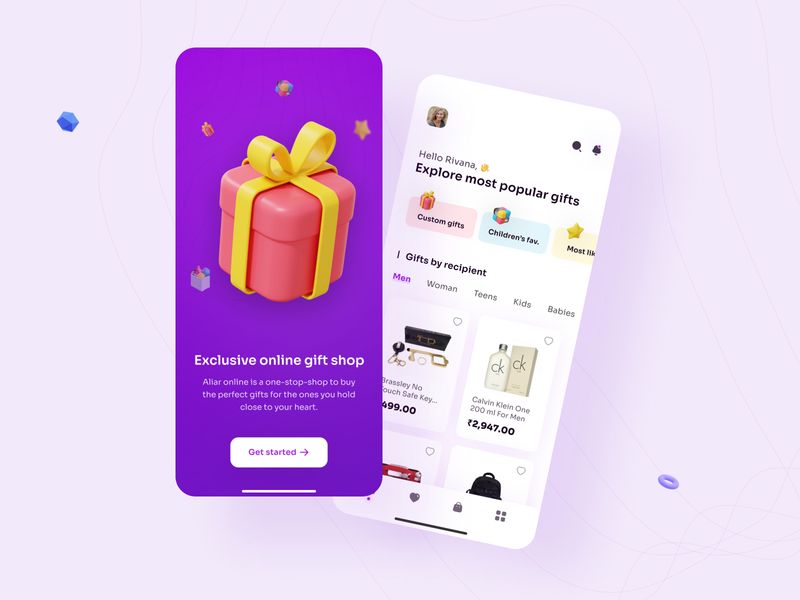 Exclusive online gift shop
Aliar online is a one-stop-shop to buy
the perfect gifts for the ones you hold
close to your heart.
Get started →
Hello Rivana, 👋
Explore most popular gifts
Custom gifts
Children's fav.
Most lik
Gifts by recipient
Men
Woman
Teens
Kids
Babies
TD
Brassley No
ouch Safe Key...
499.00
ck
ck
Calvin Klein One
200 ml For Men
₹2,947.00